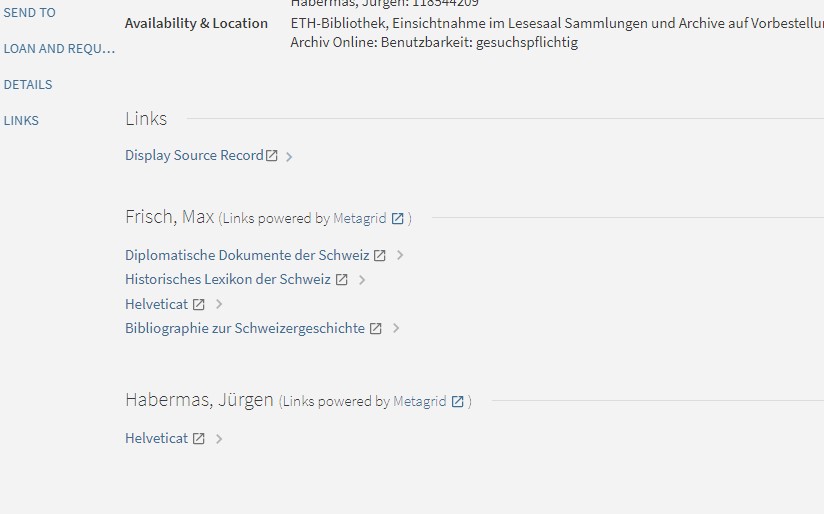 Habermas, Jürgen: 118544209
SEND TO
Availability & Location
ETH-Bibliothek, Einsichtnahme im Lesesaal Sammlungen und Archive auf Vorbestellu
Archiv Online: Benutzbarkeit: gesuchspflichtig
LOAN AND REQU...
DETAILS
LINKS
Links
Display Source Record
Frisch, Max (Links powered by Metagrid )
Diplomatische Dokumente der Schweiz
Historisches Lexikon der Schweiz
Helveticat
Bibliographie zur Schweizergeschichte
Habermas, Jürgen (Links powered by Metagrid )
Helveticat